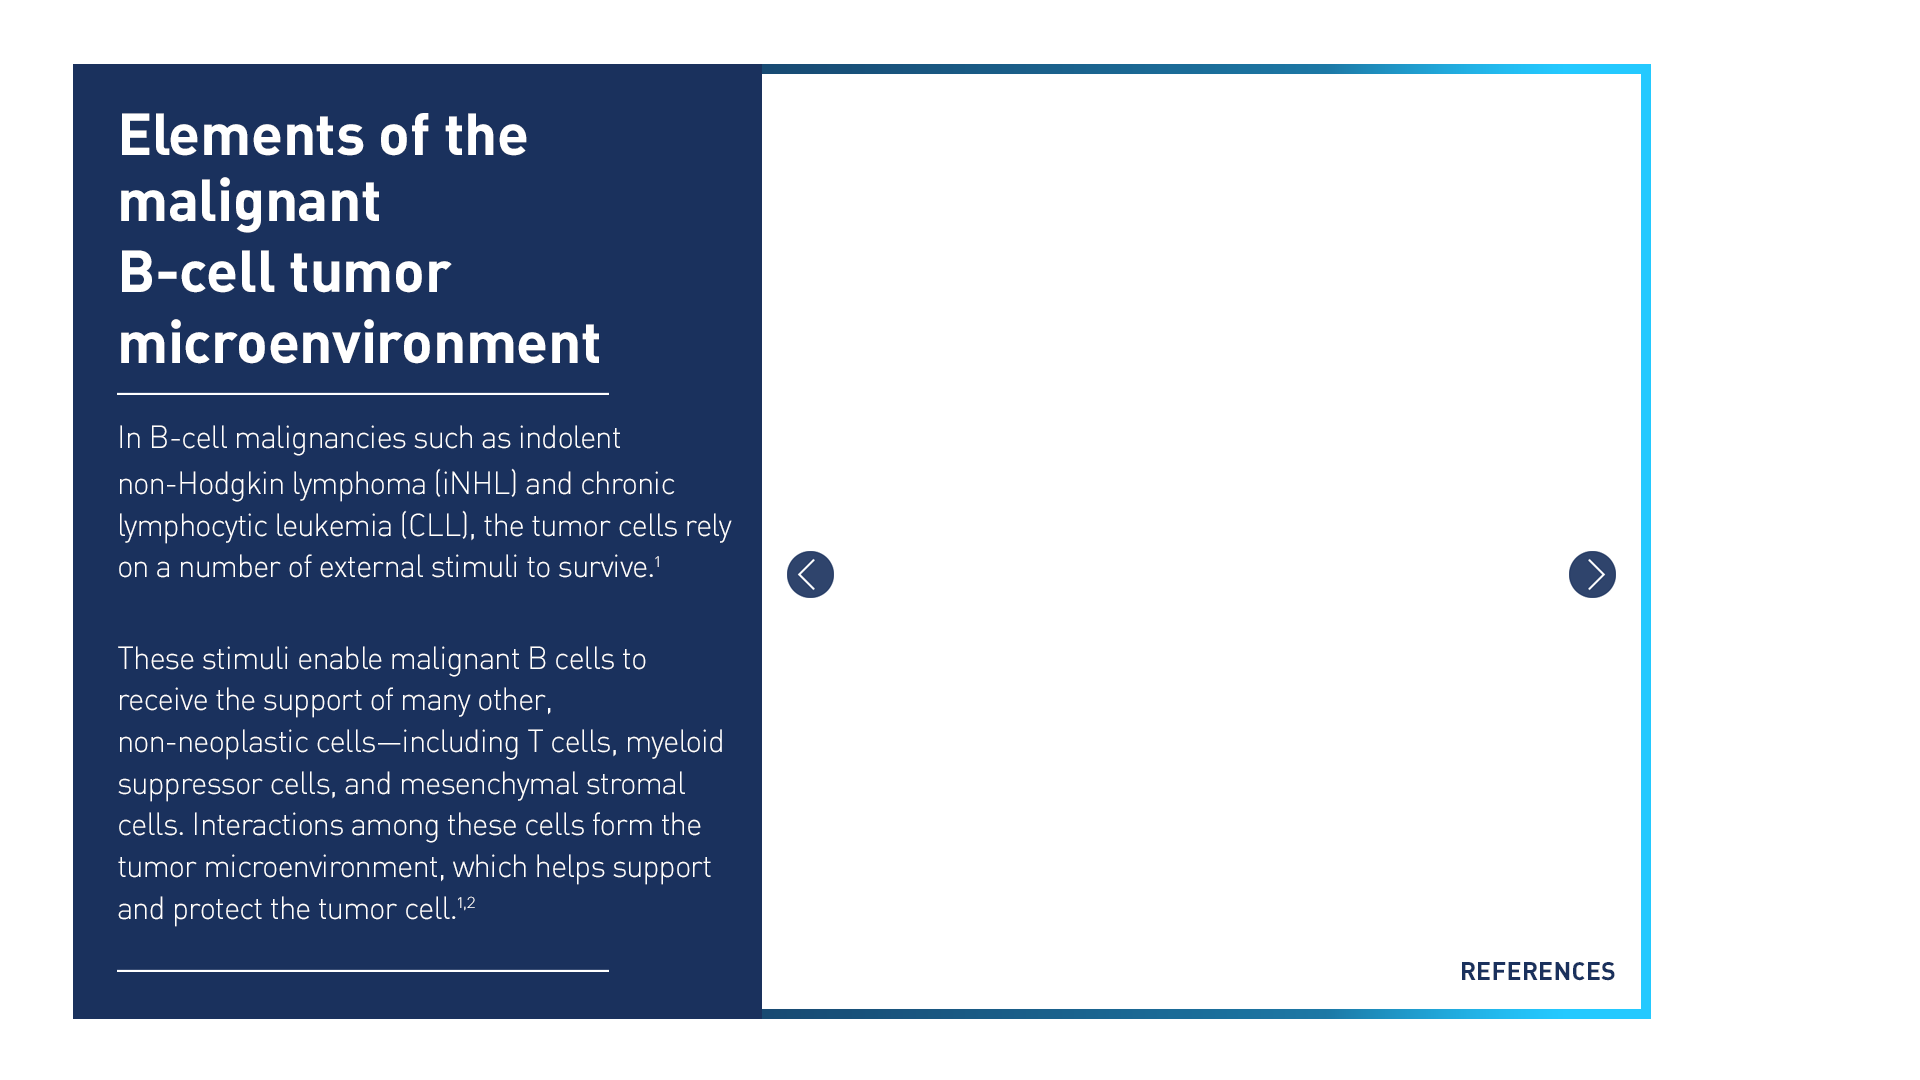 Elements of the
malignant
B-cell tumor
microenvironment
In B-cell malignancies such as indolent
non-Hodgkin lymphoma (iNHL) and chronic
lymphocytic leukemia (CLL), the tumor cells rely
on a number of external stimuli to survive.¹
These stimuli enable malignant B cells to
receive the support of many other,
non-neoplastic cells—including T cells, myeloid
suppressor cells, and mesenchymal stromal
cells. Interactions among these cells form the
tumor microenvironment, which helps support
and protect the tumor cell.¹,²
REFERENCES